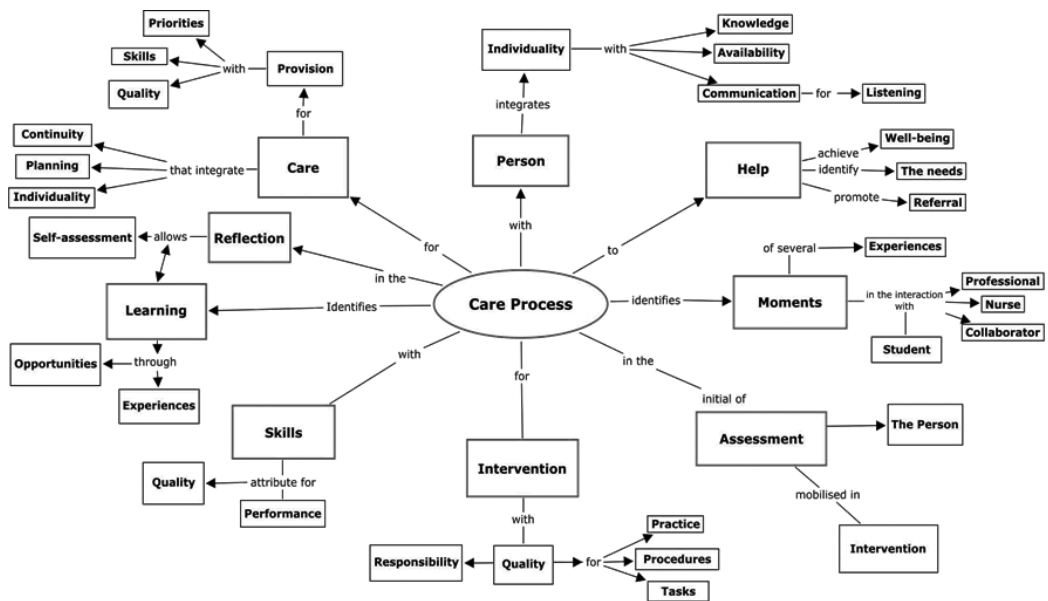 Priorities
Skills
with
Provision
Quality
for
Continuity
Planning
that integrate
Care
Individuality
Individuality
with
Knowledge
Availability
Communication
for
Listening
integrates
Person
with
Help
achieve
Well-being
identify
The needs
promote
Referral
to
for
Self-assessment
allows
Reflection
in the
Learning
Identifies
Care Process
identifies
Moments
of several
Experiences
in the interaction
with
Professional
Nurse
Collaborator
Student
Opportunities
through
Experiences
with
Skills
Quality
attribute for
Performance
for
Intervention
with
Responsibility
Quality
for
Practice
Procedures
Tasks
in the
initial of
Assessment
The Person
mobilised in
Intervention